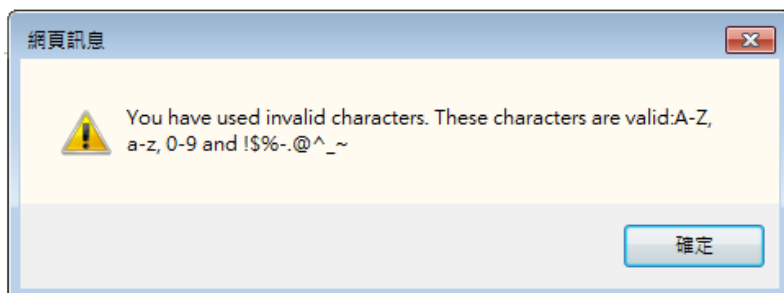 網頁訊息
You have used invalid characters. These characters are valid:A-Z,
a-z, 0-9 and !$%-.@^_~
確定